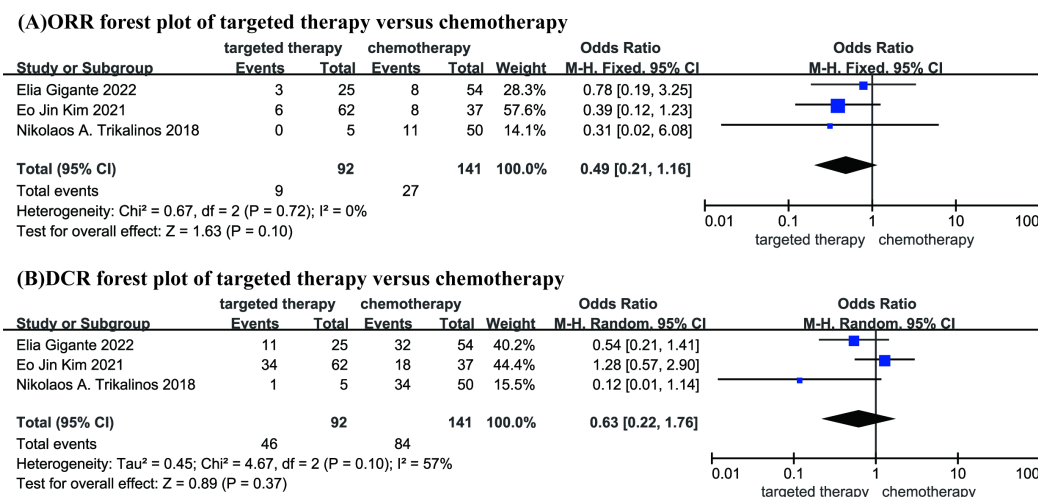 (A)ORR forest plot of targeted therapy versus chemotherapy
targeted therapy chemotherapy Odds Ratio Odds Ratio
Study or Subgroup Events Total Events Total Weight M-H. Fixed. 95% CI M-H. Fixed. 95% CI
Elia Gigante 2022 3 25 8 54 28.3% 0.78 [0.19, 3.25]
Eo Jin Kim 2021 6 62 8 37 57.6% 0.39 [0.12, 1.23]
Nikolaos A. Trikalinos 2018 0 5 11 50 14.1% 0.31 [0.02, 6.08]
Total (95% CI) 92 141 100.0% 0.49 [0.21, 1.16]
Total events 9 27
Heterogeneity: Chi² = 0.67, df = 2 (P = 0.72); I² = 0%
Test for overall effect: Z = 1.63 (P = 0.10)
0.01 0.1 1 10 100
targeted therapy chemotherapy
(B)DCR forest plot of targeted therapy versus chemotherapy
targeted therapy chemotherapy Odds Ratio Odds Ratio
Study or Subgroup Events Total Events Total Weight M-H. Random. 95% CI M-H. Random. 95% CI
Elia Gigante 2022 11 25 32 54 40.2% 0.54 [0.21, 1.41]
Eo Jin Kim 2021 34 62 18 37 44.4% 1.28 [0.57, 2.90]
Nikolaos A. Trikalinos 2018 1 5 34 50 15.5% 0.12 [0.01, 1.14]
Total (95% CI) 92 141 100.0% 0.63 [0.22, 1.76]
Total events 46 84
Heterogeneity: Tau² = 0.45; Chi² = 4.67, df = 2 (P = 0.10); I² = 57%
Test for overall effect: Z = 0.89 (P = 0.37)
0.01 0.1 1 10 100
targeted therapy chemotherapy